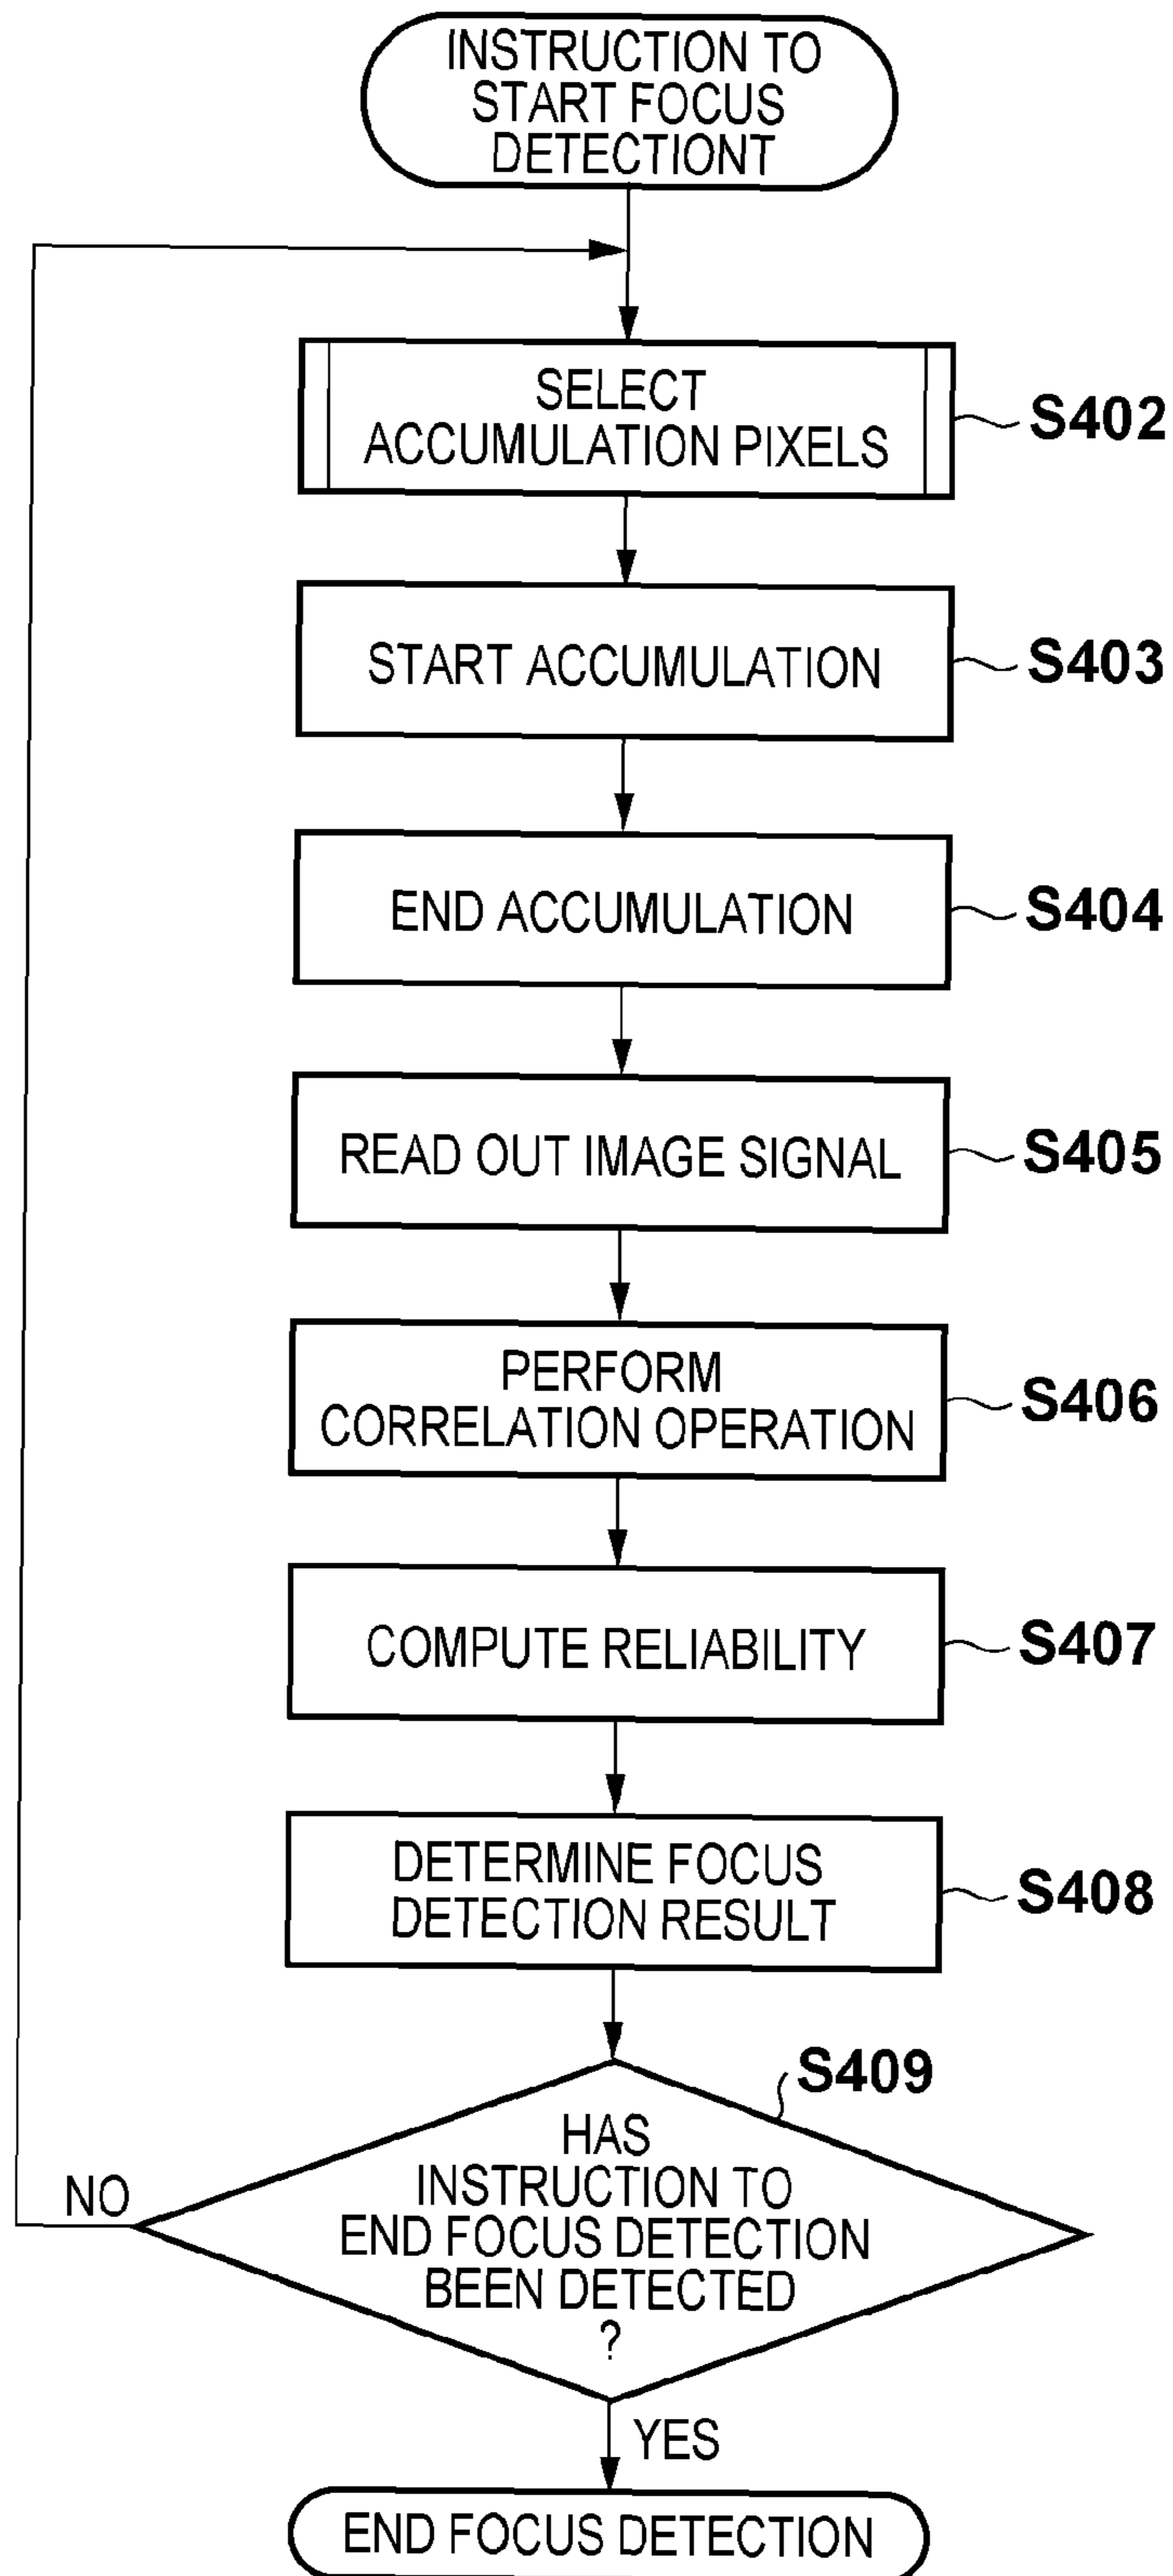 INSTRUCTION TO
START FOCUS
DETECTIONT
SELECT
ACCUMULATION PIXELS
S402
START ACCUMULATION
S403
END ACCUMULATION
S404
READ OUT IMAGE SIGNAL
S405
PERFORM
CORRELATION OPERATION
S406
COMPUTE RELIABILITY
S407
DETERMINE FOCUS
DETECTION RESULT
S408
S409
HAS
INSTRUCTION TO
END FOCUS DETECTION
BEEN DETECTED
?
NO
YES
END FOCUS DETECTION